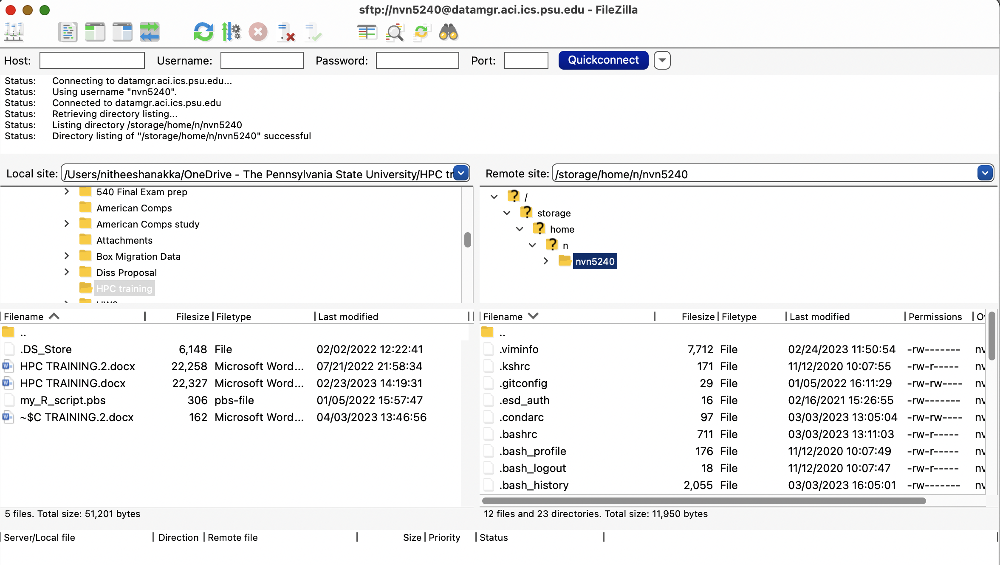 sftp://nvn5240@datamgr.aci.ics.psu.edu - FileZilla
Host: Username: Password: Port: Quickconnect
Status: Connecting to datamgr.aci.ics.psu.edu...
Status: Using username "nvn5240".
Status: Connected to datamgr.aci.ics.psu.edu
Status: Retrieving directory listing...
Status: Listing directory /storage/home/n/nvn5240
Status: Directory listing of "/storage/home/n/nvn5240" successful
Local site: /Users/nitheeshanakka/OneDrive - The Pennsylvania State University/HPC tr
540 Final Exam prep
American Comps
American Comps study
Attachments
Box Migration Data
Diss Proposal
HPC training
Filename Filesize Filetype Last modified
..
.DS_Store 6,148 File 02/02/2022 12:22:41
HPC TRAINING.2.docx 22,258 Microsoft Word... 07/21/2022 21:58:34
HPC TRAINING.docx 22,327 Microsoft Word... 02/23/2023 14:19:31
my_R_script.pbs 306 pbs-file 01/05/2022 15:57:47
~$C TRAINING.2.docx 162 Microsoft Word... 04/03/2023 13:46:56
5 files. Total size: 51,201 bytes
Remote site: /storage/home/n/nvn5240
/
storage
home
n
nvn5240
Filename Filesize Filetype Last modified Permissions
..
.viminfo 7,712 File 02/24/2023 11:50:54 -rw-------
.kshrc 171 File 11/12/2020 10:07:55 -rw-r-----
.gitconfig 29 File 01/05/2022 16:11:29 -rw-rw----
.esd_auth 16 File 02/16/2021 15:26:55 -rw-------
.condarc 97 File 03/03/2023 13:05:04 -rw-rw----
.bashrc 711 File 03/03/2023 13:11:03 -rw-r-----
.bash_profile 176 File 11/12/2020 10:07:49 -rw-r-----
.bash_logout 18 File 11/12/2020 10:07:47 -rw-r-----
.bash_history 2,055 File 03/03/2023 16:05:01 -rw-------
12 files and 23 directories. Total size: 11,950 bytes
Server/Local file Direction Remote file Size Priority Status